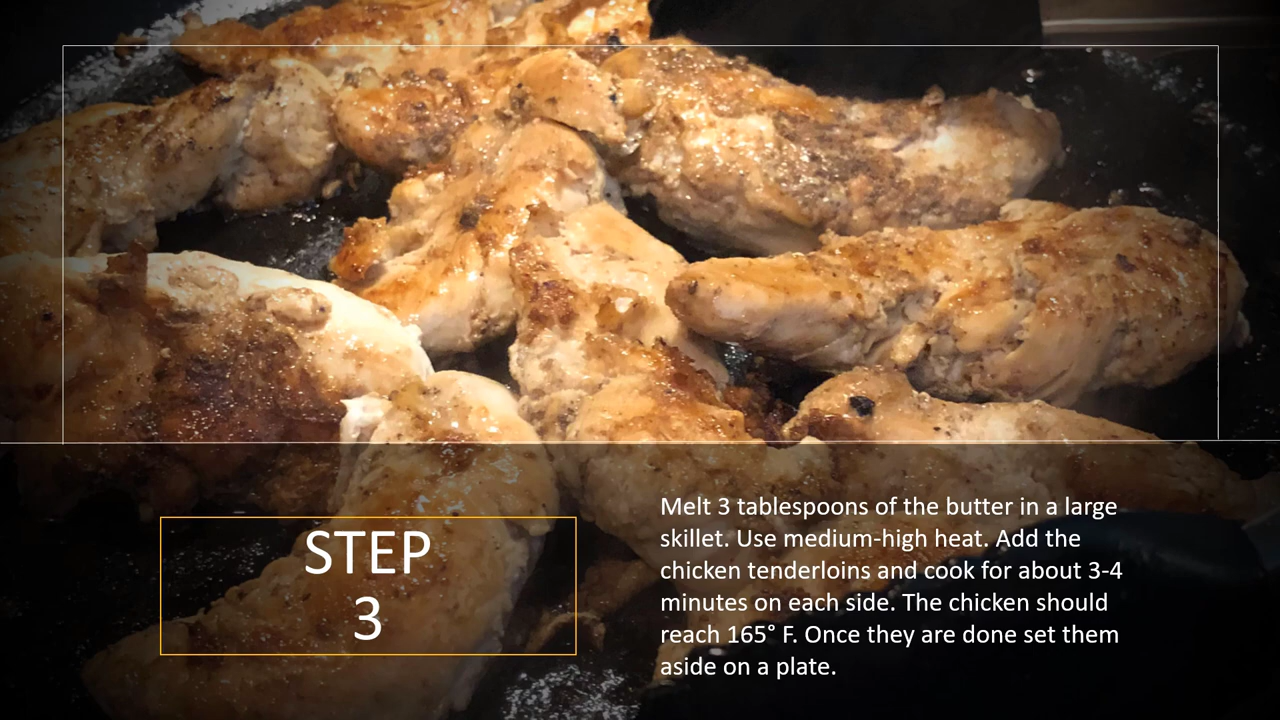 STEP
3
Melt 3 tablespoons of the butter in a large
skillet. Use medium-high heat. Add the
chicken tenderloins and cook for about 3-4
minutes on each side. The chicken should
reach 165° F. Once they are done set them
aside on a plate.